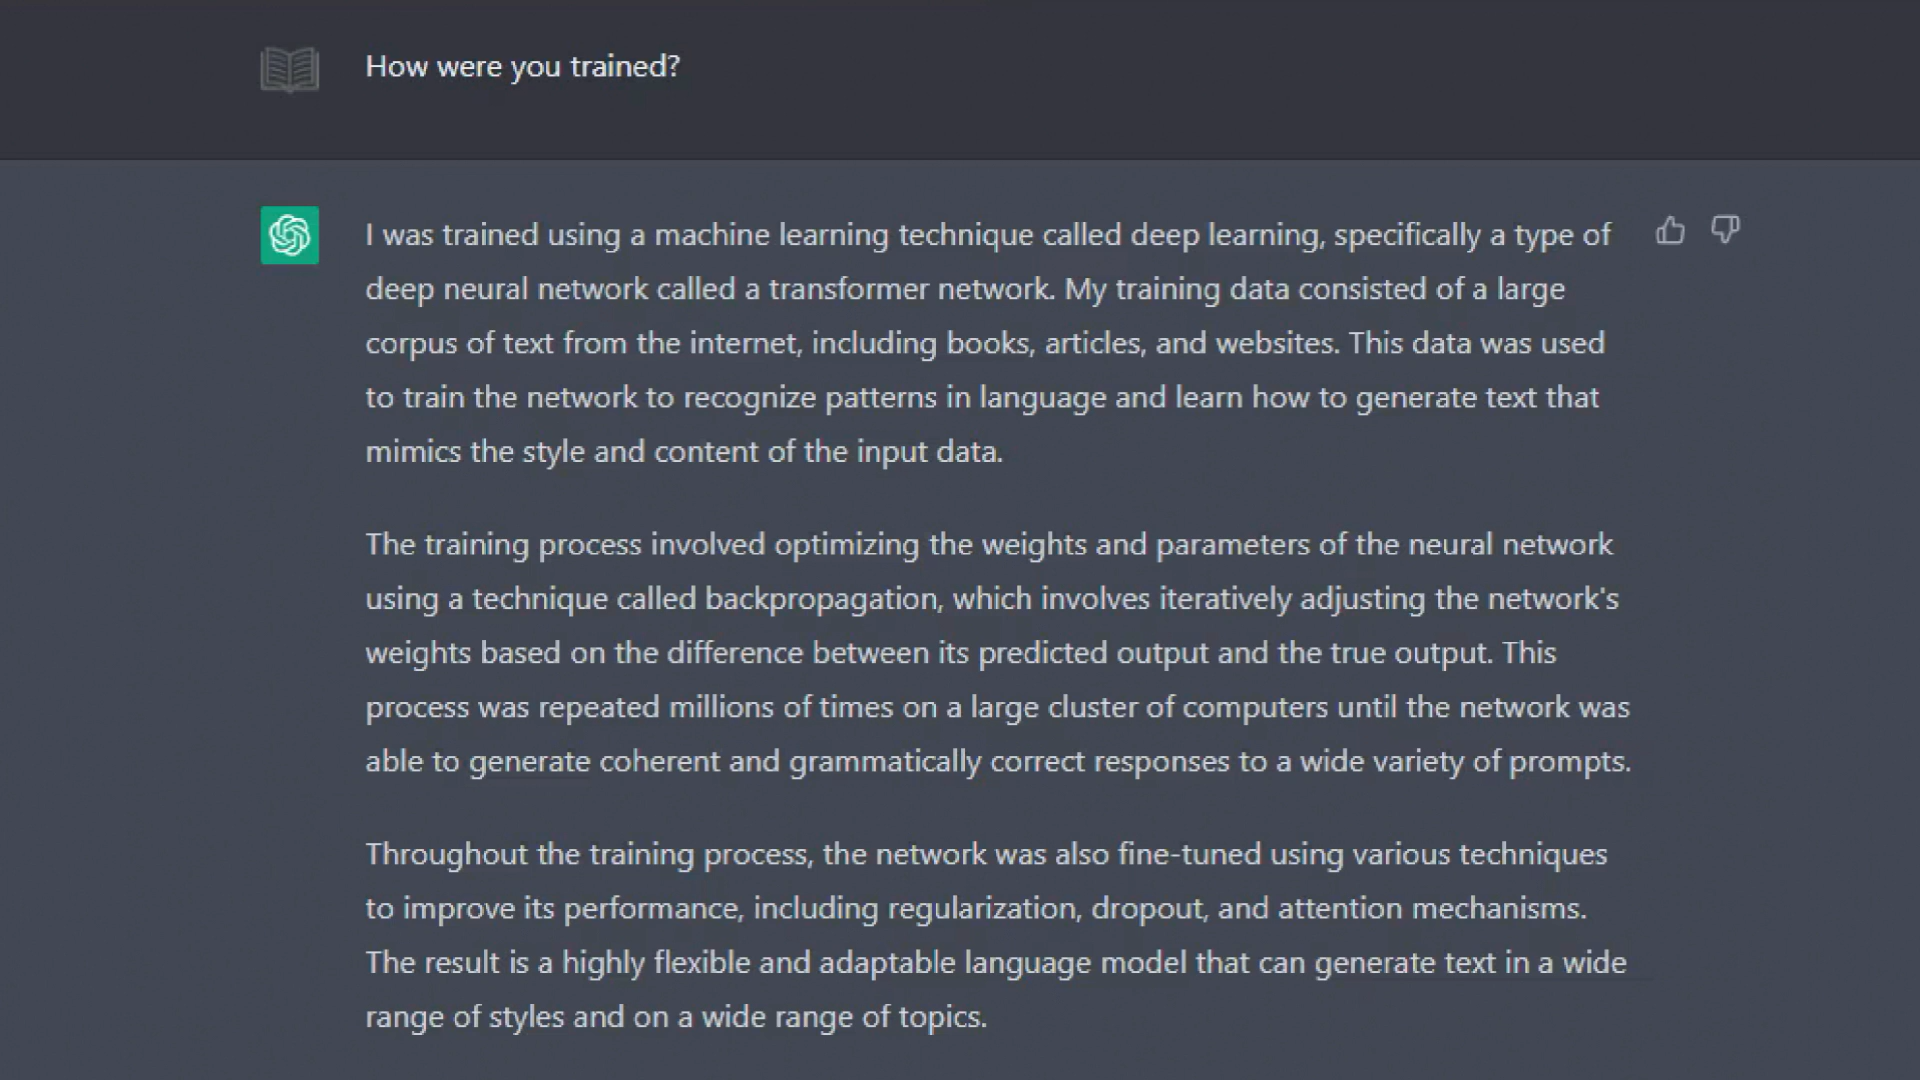 How were you trained?
I was trained using a machine learning technique called deep learning, specifically a type of
deep neural network called a transformer network. My training data consisted of a large
corpus of text from the internet, including books, articles, and websites. This data was used
to train the network to recognize patterns in language and learn how to generate text that
mimics the style and content of the input data.
The training process involved optimizing the weights and parameters of the neural network
using a technique called backpropagation, which involves iteratively adjusting the network's
weights based on the difference between its predicted output and the true output. This
process was repeated millions of times on a large cluster of computers until the network was
able to generate coherent and grammatically correct responses to a wide variety of prompts.
Throughout the training process, the network was also fine-tuned using various techniques
to improve its performance, including regularization, dropout, and attention mechanisms.
The result is a highly flexible and adaptable language model that can generate text in a wide
range of styles and on a wide range of topics.